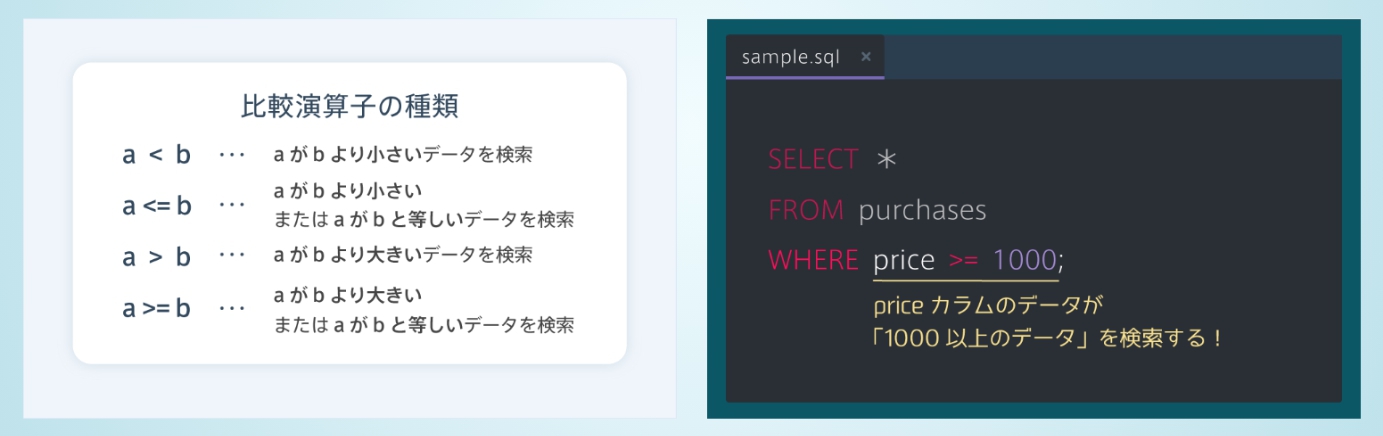 比較演算子の種類
a < b ・・・ a が b より小さいデータを検索
a <= b ・・・ a が b より小さい
または a が b と等しいデータを検索
a > b ・・・ a が b より大きいデータを検索
a >= b ・・・ a が b より大きい
または a が b と等しいデータを検索
sample.sql ×
SELECT *
FROM purchases
WHERE price >= 1000;
price カラムのデータが
「1000 以上のデータ」を検索する！